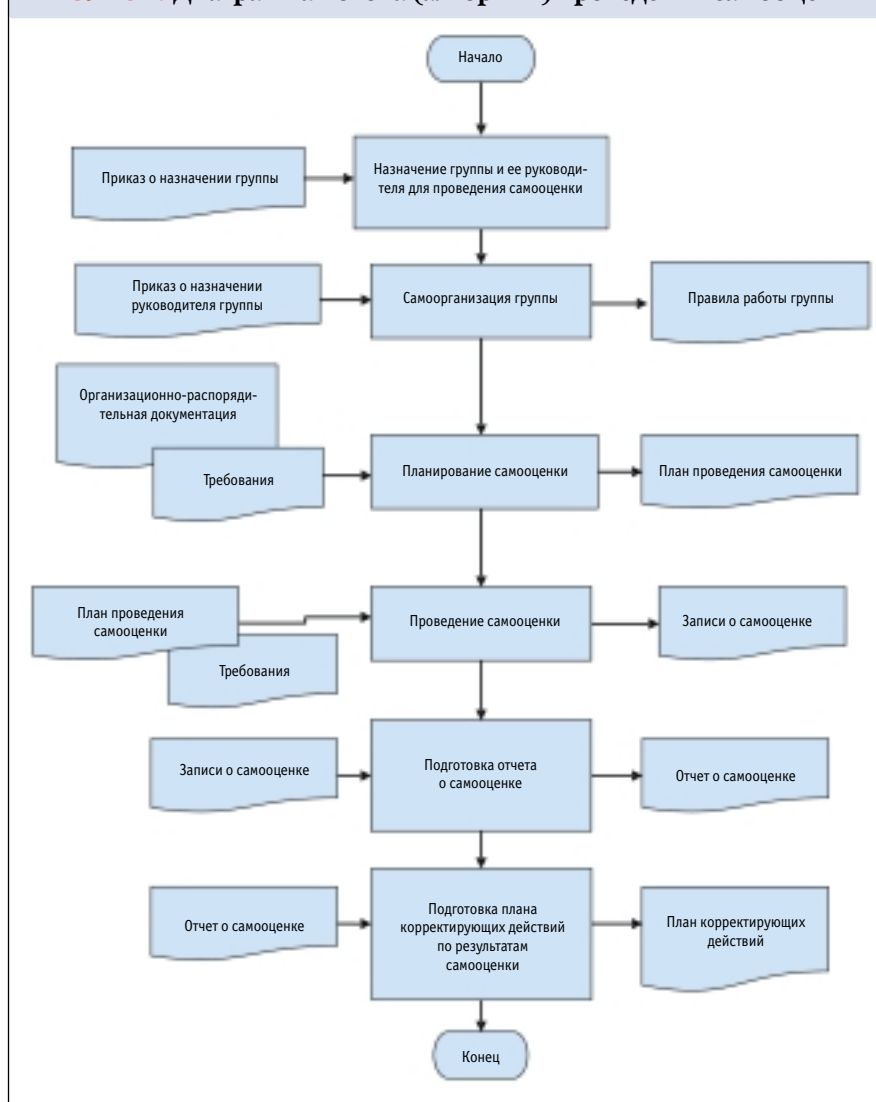 Начало
Приказ о назначении группы
Назначение группы и ее руководи-
теля для проведения самооценки
Приказ о назначении
руководителя группы
Самоорганизация группы
Правила работы группы
Организационно-распоряди-
тельная документация
Требования
Планирование самооценки
План проведения самооценки
План проведения
самооценки
Требования
Проведение самооценки
Записи о самооценке
Записи о самооценке
Подготовка отчета
о самооценке
Отчет о самооценке
Отчет о самооценке
Подготовка плана
корректирующих действий
по результатам
самооценки
План корректирующих
действий
Конец